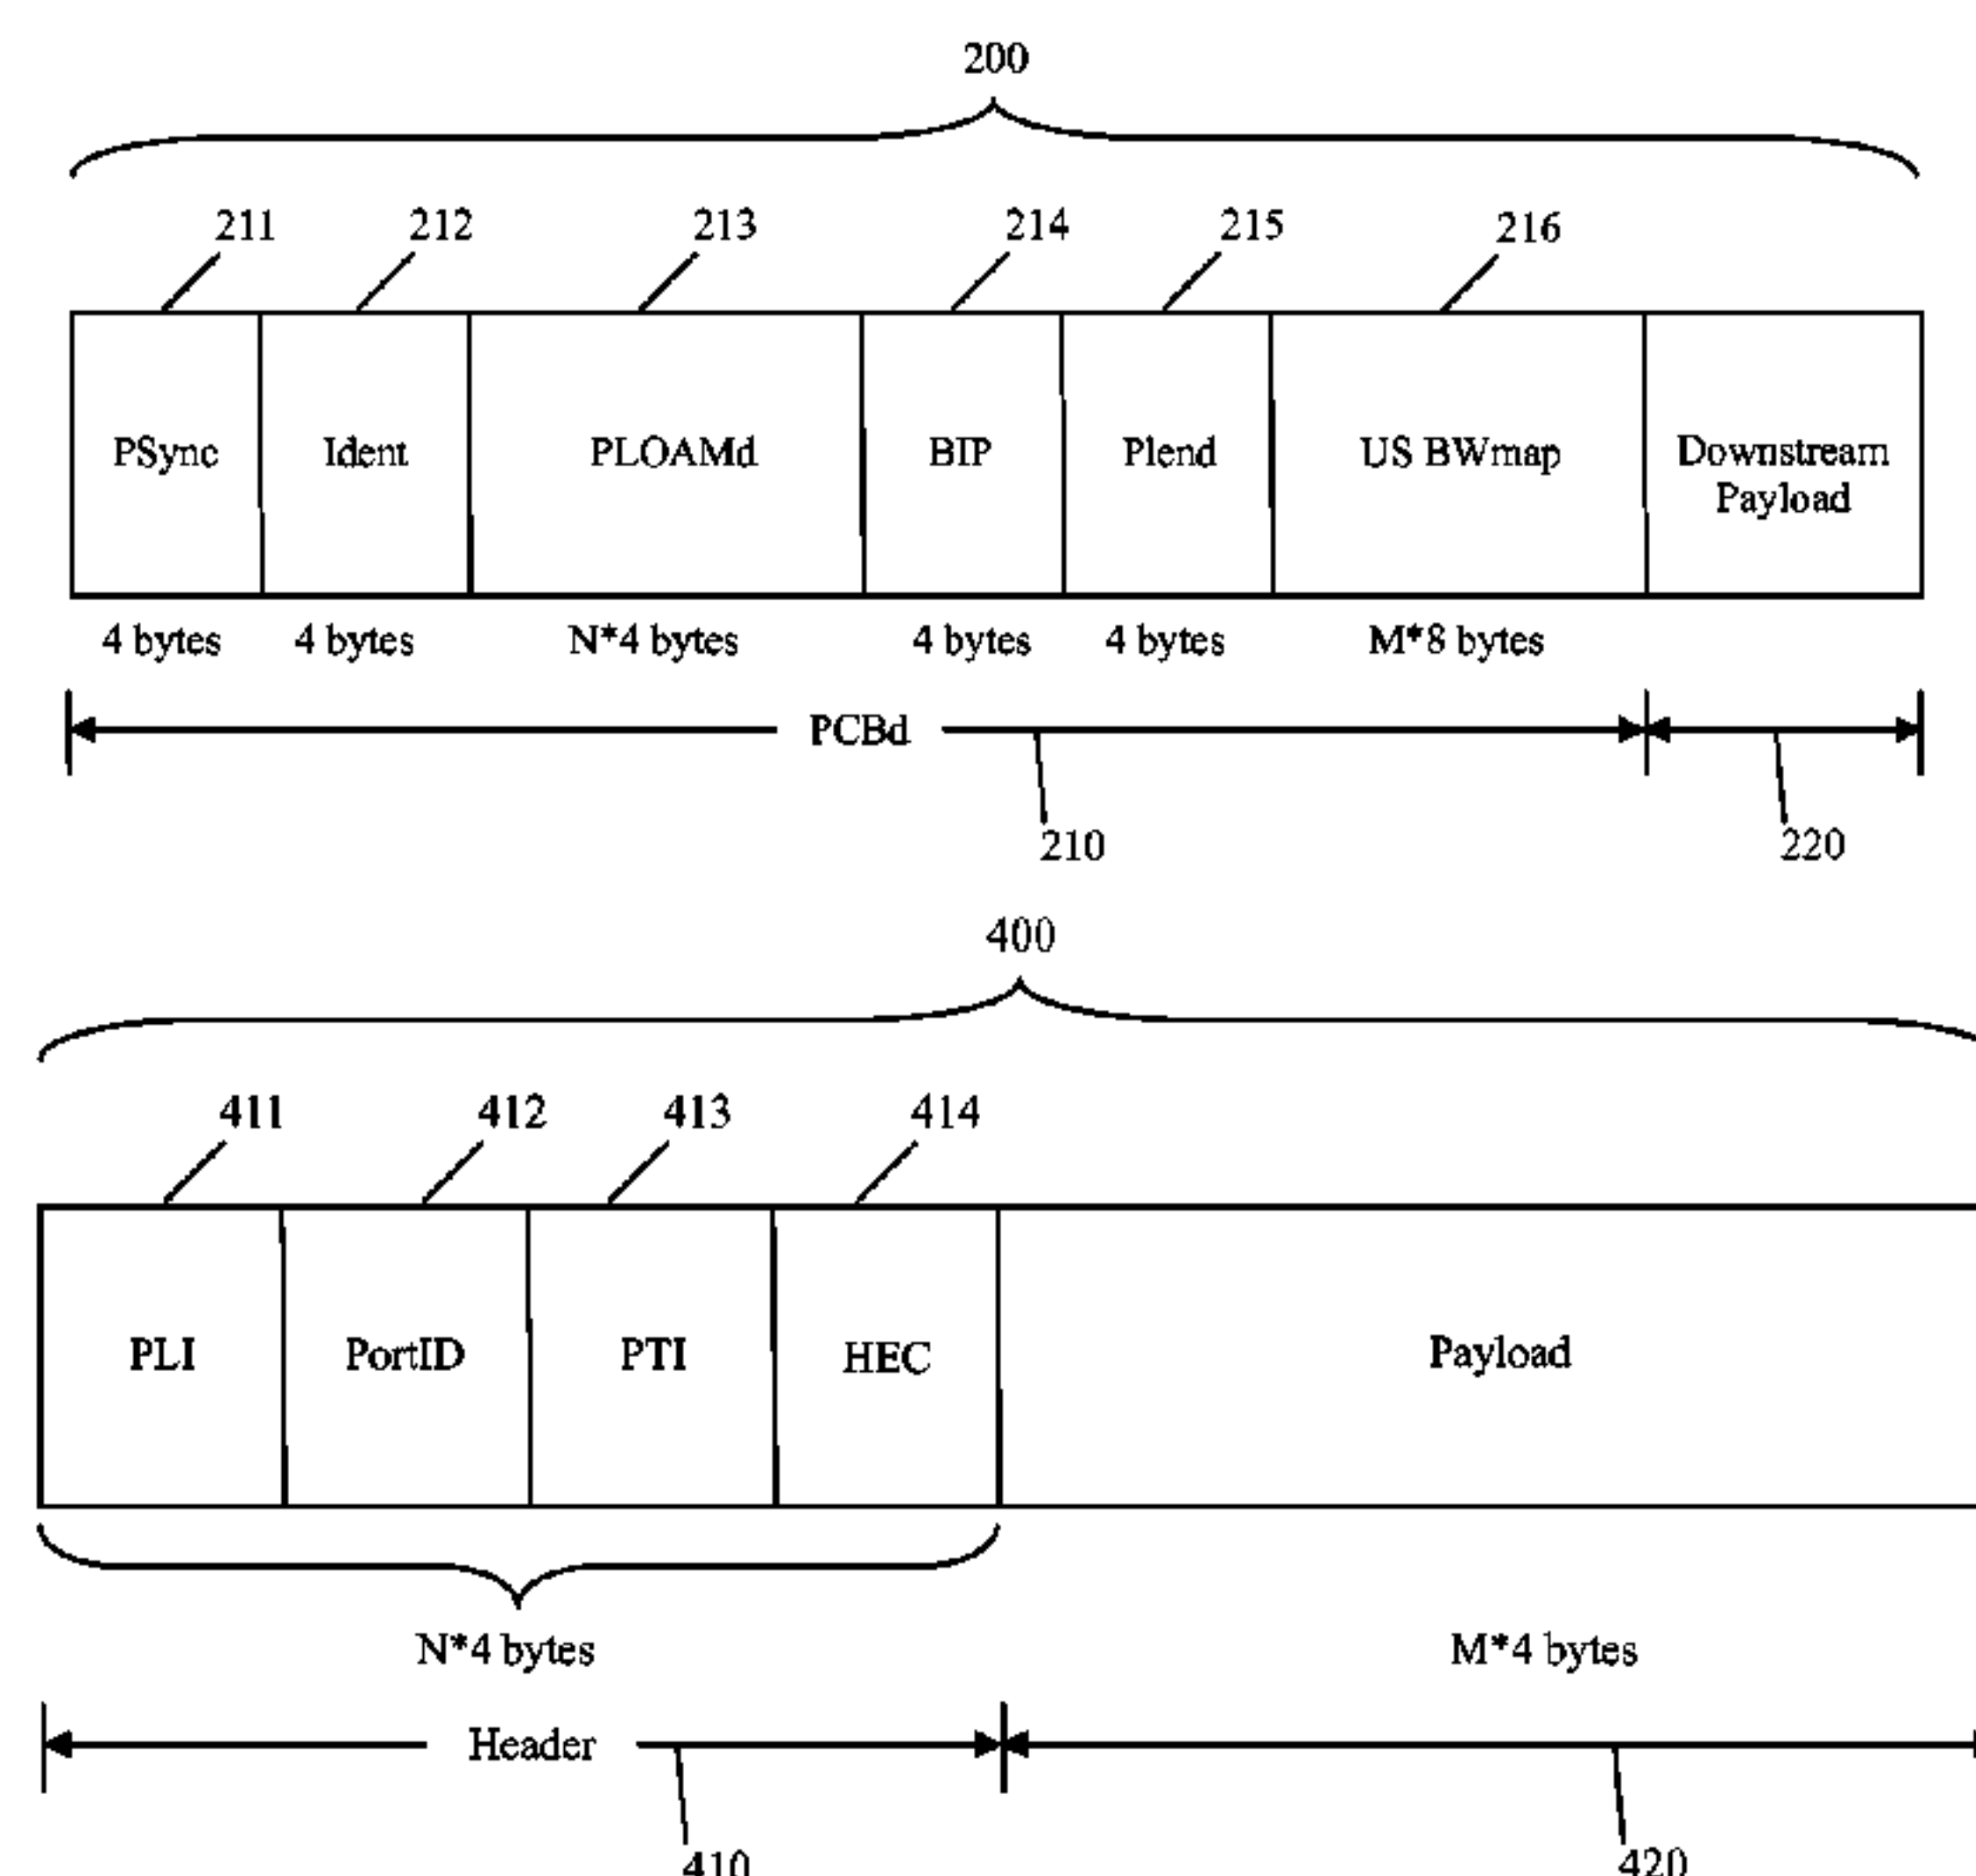 200
211 212 213 214 215 216
PSync Ident PLOAMd BIP Plend US BWmap Downstream
Payload
4 bytes 4 bytes N*4 bytes 4 bytes 4 bytes M*8 bytes
PCBd
210 220
400
411 412 413 414
PLI PortID PTI HEC Payload
N*4 bytes M*4 bytes
Header
410 420